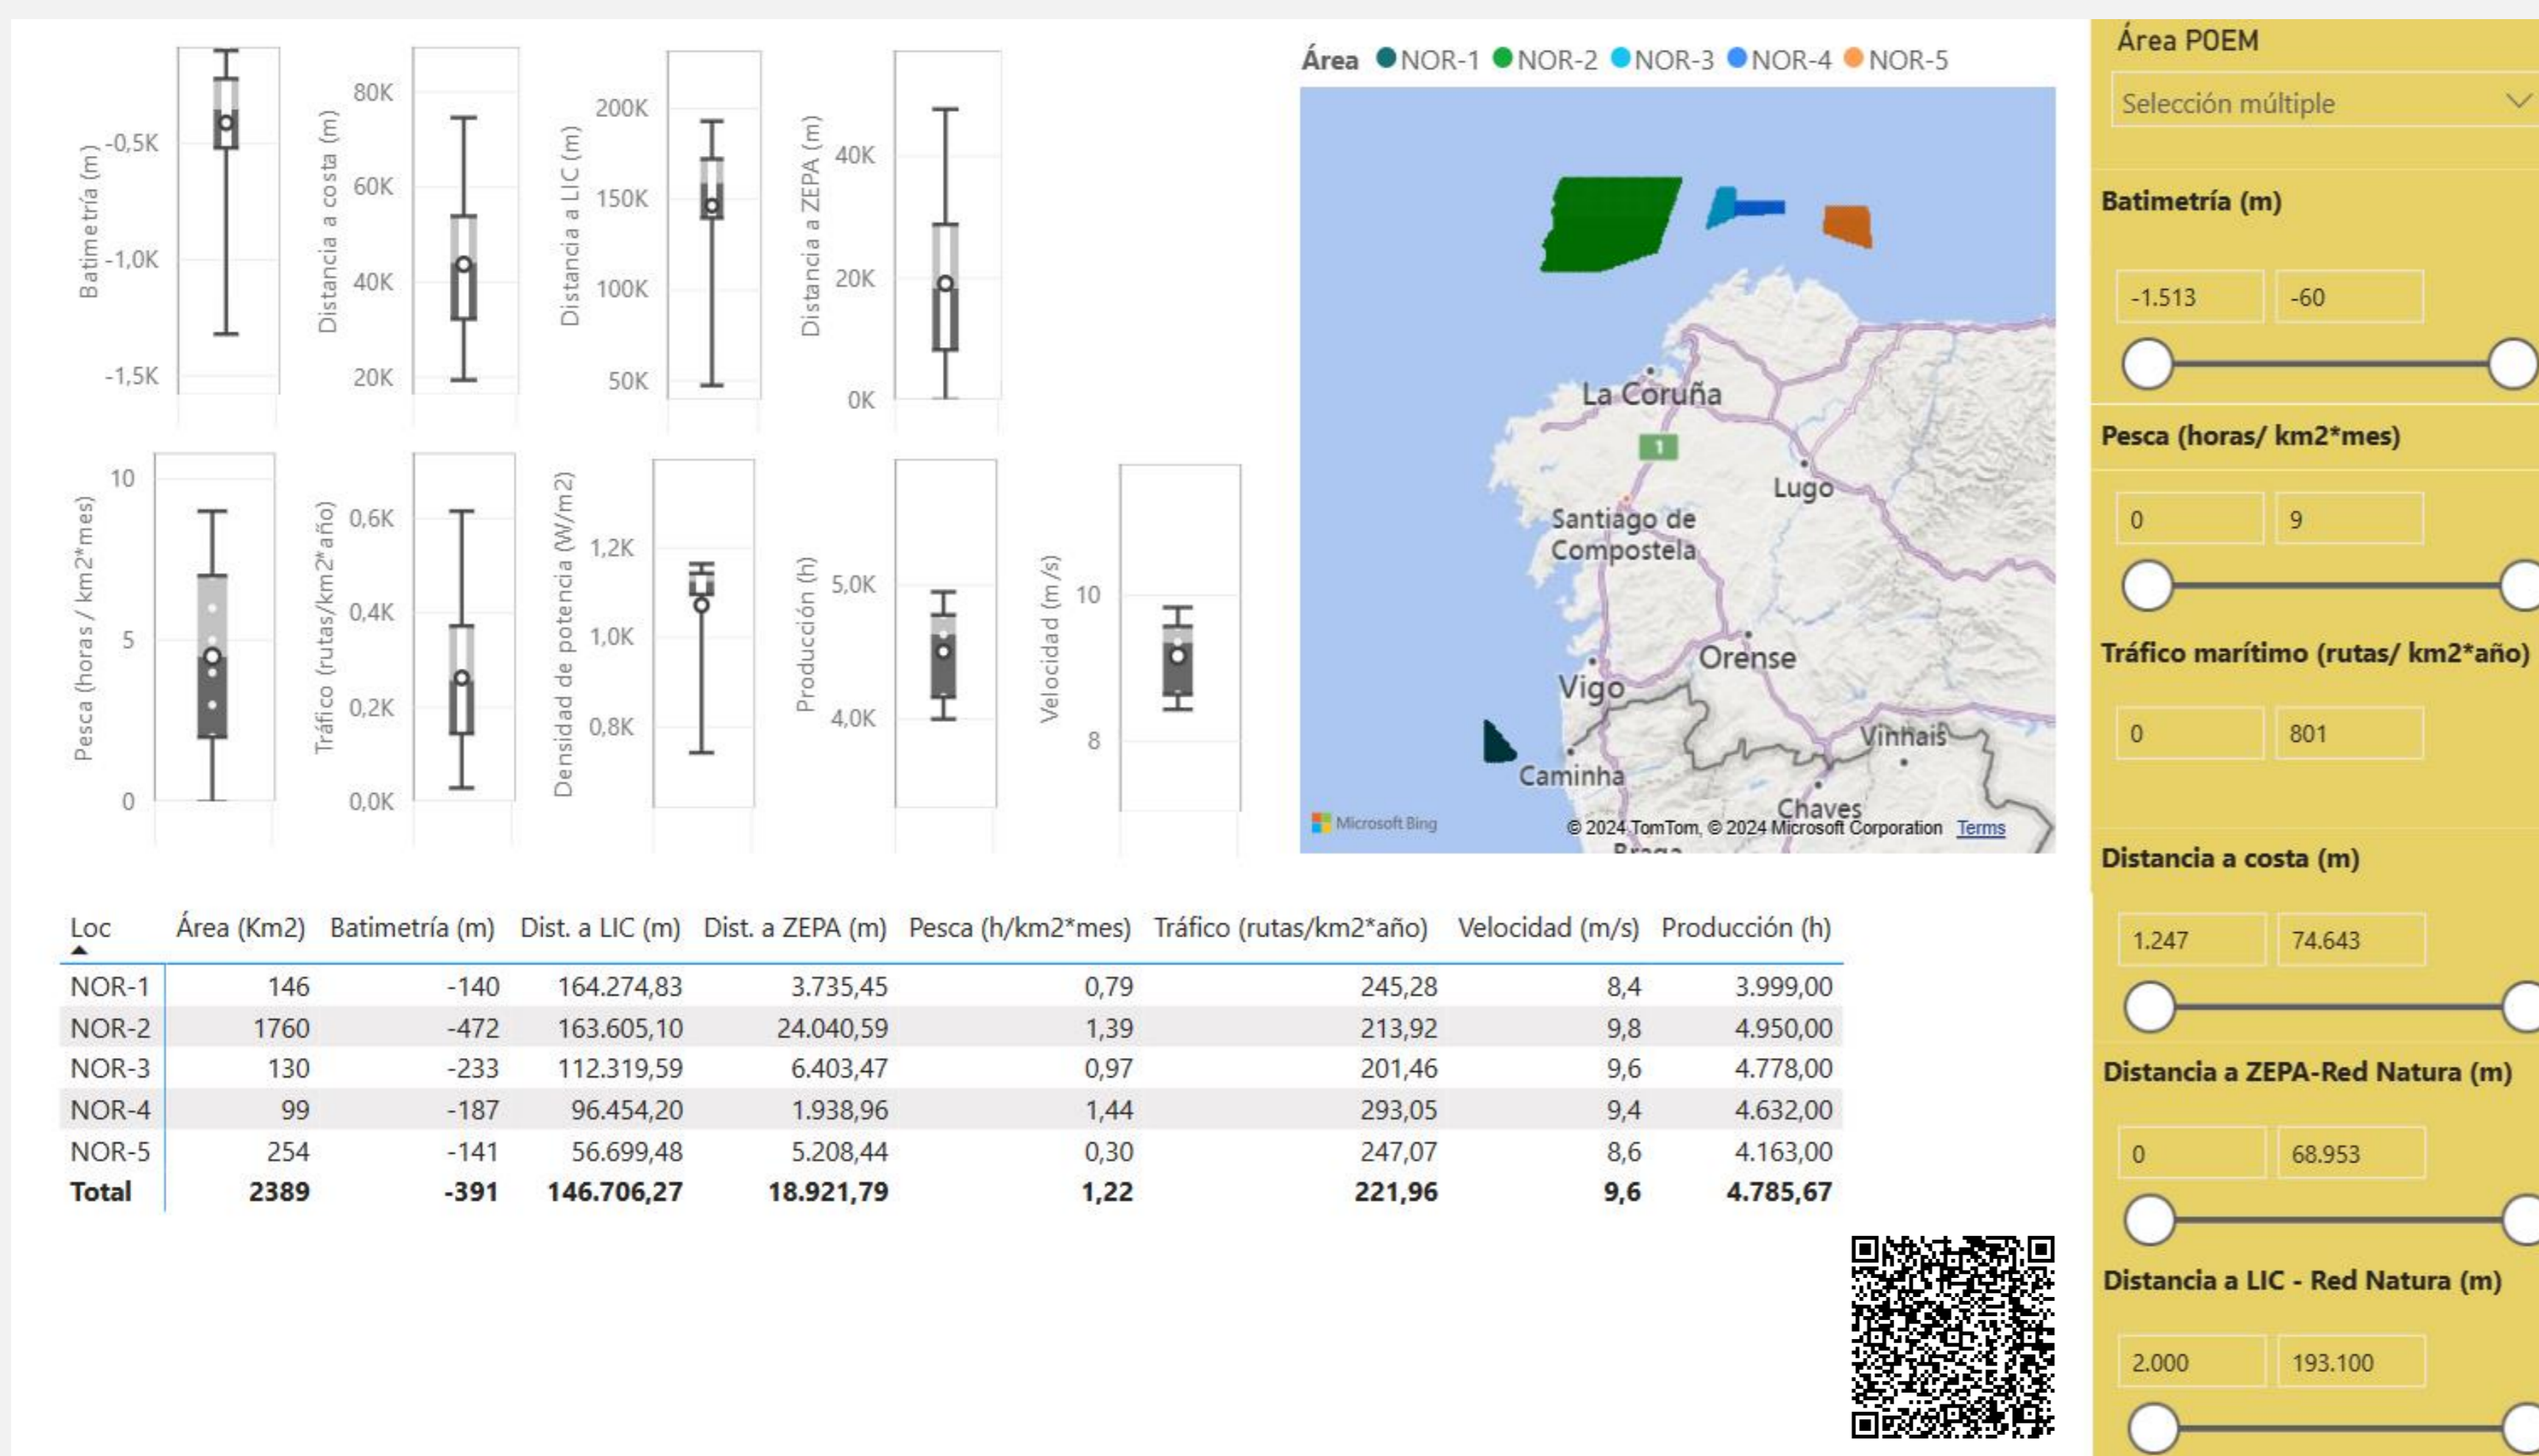 Batimetría (m)
-0,5K
-1,0K
-1,5K
Distancia a costa (m)
80K
60K
40K
20K
Distancia a LIC (m)
200K
150K
100K
50K
Distancia a ZEPA (m)
40K
20K
0K
Pesca (horas / km2*mes)
10
5
0
Tráfico (rutas/km2*año)
0,6K
0,4K
0,2K
0,0K
Densidad de potencia (W/m2)
1,2K
1,0K
0,8K
Producción (h)
5,0K
4,0K
Velocidad (m/s)
10
8
Área NOR-1 NOR-2 NOR-3 NOR-4 NOR-5
La Coruña
1
Lugo
Santiago de
Compostela
Orense
Vigo
Vinhais
Caminha
Chaves
Microsoft Bing
© 2024 TomTom, © 2024 Microsoft Corporation Terms
Braga
Loc Área (Km2) Batimetría (m) Dist. a LIC (m) Dist. a ZEPA (m) Pesca (h/km2*mes) Tráfico (rutas/km2*año) Velocidad (m/s) Producción (h)
NOR-1 146 -140 164.274,83 3.735,45 0,79 245,28 8,4 3.999,00
NOR-2 1760 -472 163.605,10 24.040,59 1,39 213,92 9,8 4.950,00
NOR-3 130 -233 112.319,59 6.403,47 0,97 201,46 9,6 4.778,00
NOR-4 99 -187 96.454,20 1.938,96 1,44 293,05 9,4 4.632,00
NOR-5 254 -141 56.699,48 5.208,44 0,30 247,07 8,6 4.163,00
Total 2389 -391 146.706,27 18.921,79 1,22 221,96 9,6 4.785,67
Área POEM
Selección múltiple
Batimetría (m)
-1.513 -60
Pesca (horas/ km2*mes)
0 9
Tráfico marítimo (rutas/ km2*año)
0 801
Distancia a costa (m)
1.247 74.643
Distancia a ZEPA-Red Natura (m)
0 68.953
Distancia a LIC - Red Natura (m)
2.000 193.100